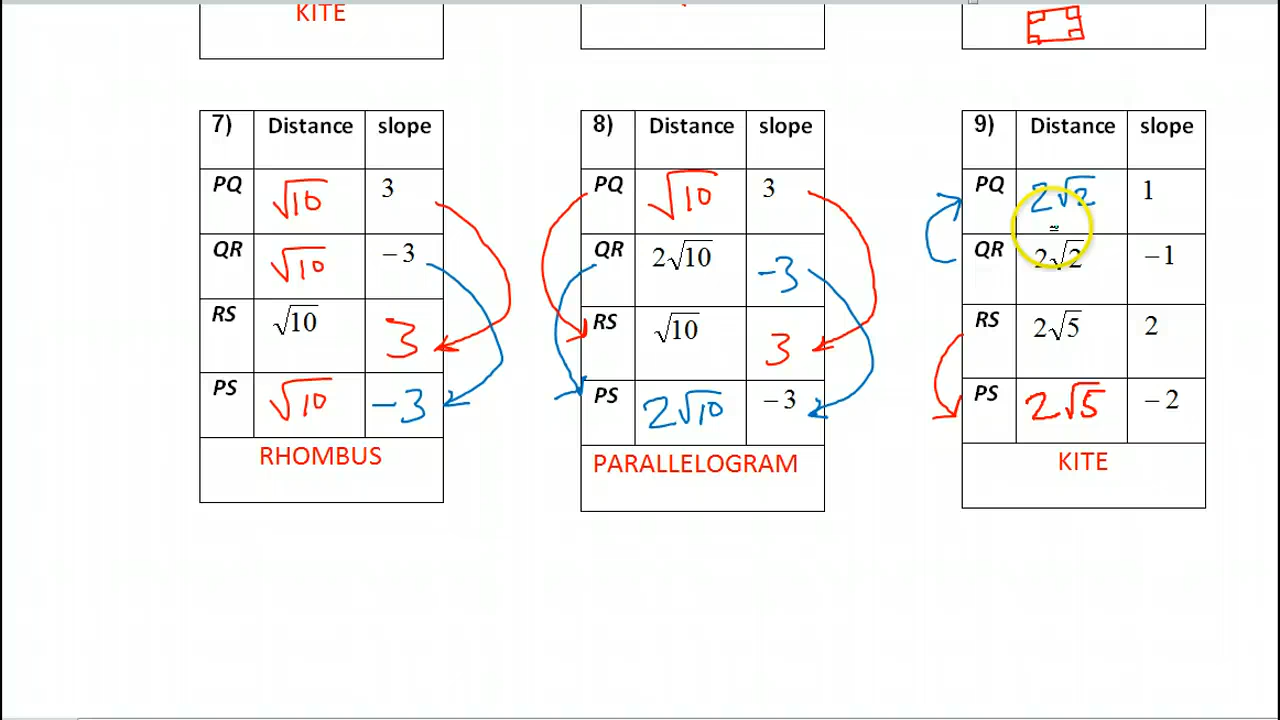 KITE
7) Distance slope
PQ √10 3
QR √10 −3
RS √10 3
PS √10 −3
RHOMBUS
8) Distance slope
PQ √10 3
QR 2√10 −3
RS √10 3
PS 2√10 −3
PARALLELOGRAM
9) Distance slope
PQ 2√2 1
QR 2√2 −1
RS 2√5 2
PS 2√5 −2
KITE